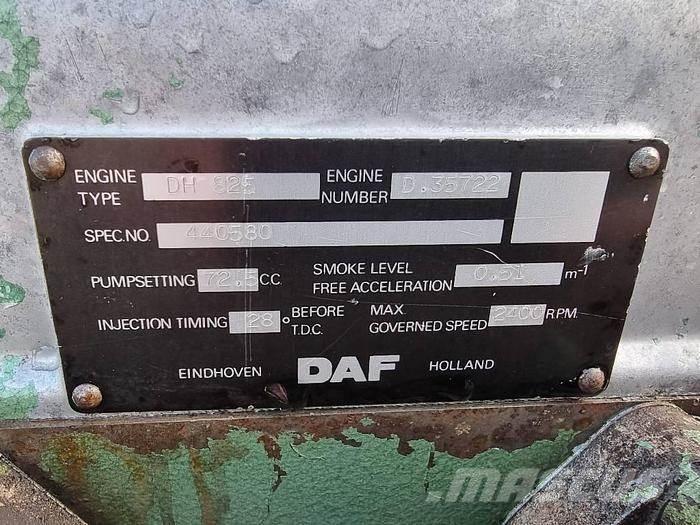 ENGINE TYPE DH 825 ENGINE NUMBER D.35722
SPEC.NO. 440580
PUMPSETTING 72.5 CC. SMOKE LEVEL FREE ACCELERATION 0.51 m-1
INJECTION TIMING 28° BEFORE T.D.C. MAX. GOVERNED SPEED 2400 RPM.
EINDHOVEN DAF HOLLAND
MASCUS